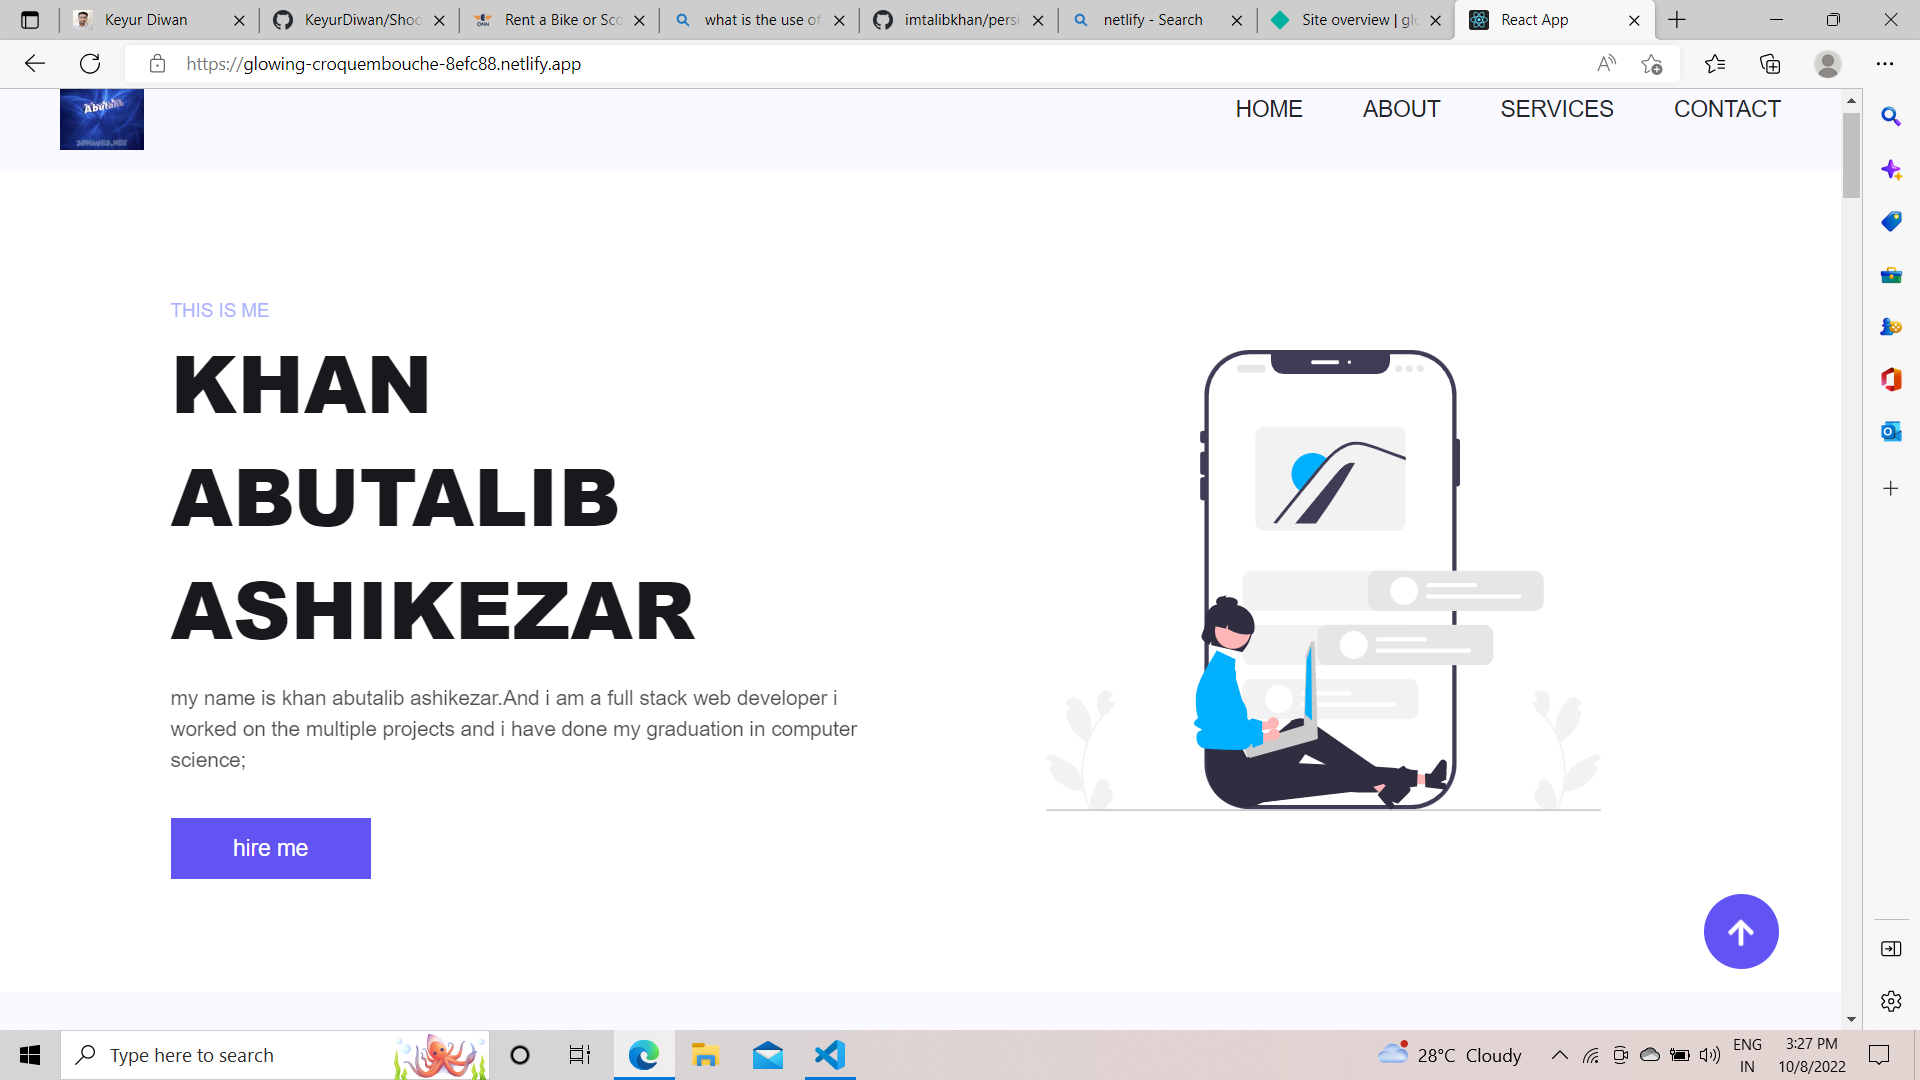 Keyur Diwan
KeyurDiwan/Shoo
Rent a Bike or Sco
what is the use of
imtalibkhan/persi
netlify - Search
Site overview | glo
React App
https://glowing-croquembouche-8efc88.netlify.app
Abutalib
HOME
ABOUT
SERVICES
CONTACT
THIS IS ME
KHAN
ABUTALIB
ASHIKEZAR
my name is khan abutalib ashikezar.And i am a full stack web developer i
worked on the multiple projects and i have done my graduation in computer
science;
hire me
Type here to search
28°C Cloudy
ENG
IN
3:27 PM
10/8/2022